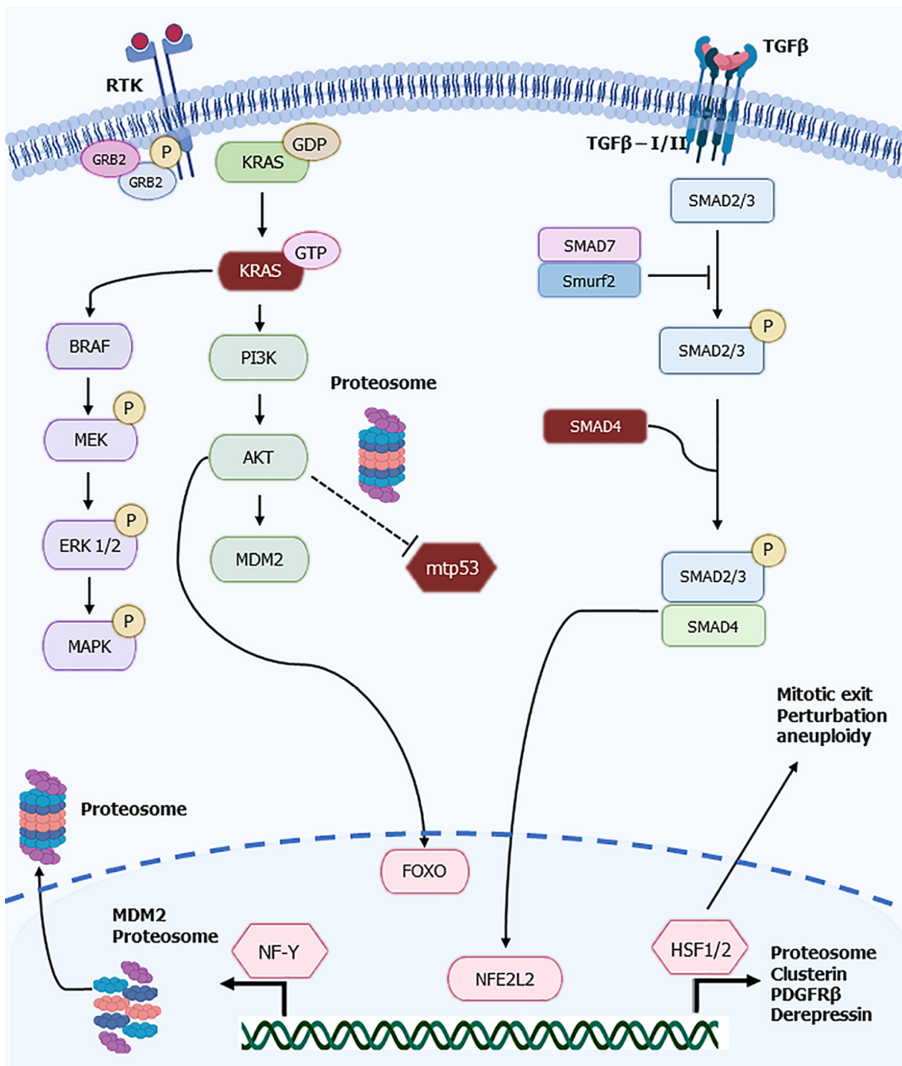 RTK
GRB2
GRB2
P
KRAS
GDP
KRAS
GTP
BRAF
MEK
P
ERK 1/2
P
MAPK
P
PI3K
AKT
MDM2
Proteosome
mtp53
TGFβ
TGFβ – I/II
SMAD2/3
SMAD7
Smurf2
SMAD2/3
P
SMAD4
SMAD2/3
P
SMAD4
Mitotic exit
Perturbation
aneuploidy
Proteosome
FOXO
MDM2
Proteosome
NF-Y
NFE2L2
HSF1/2
Proteosome
Clusterin
PDGFRβ
Derepressin